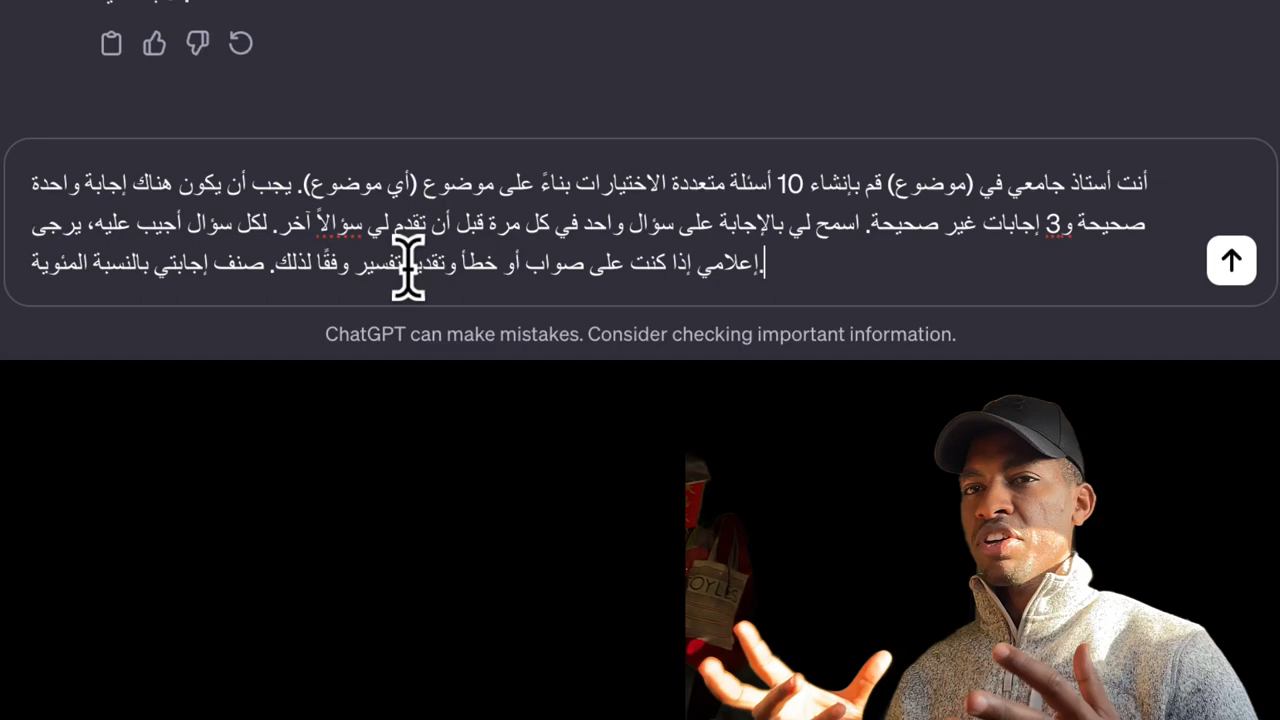 أنت أستاذ جامعي في (موضوع) قم بإنشاء 10 أسئلة متعددة الاختيارات بناءً على موضوع (أي موضوع). يجب أن يكون هناك إجابة واحدة
صحيحة و3 إجابات غير صحيحة. اسمح لي بالإجابة على سؤال واحد في كل مرة قبل أن تقدم لي سؤالاً آخر. لكل سؤال أجيب عليه، يرجى
إعلامي إذا كنت على صواب أو خطأ وتقديم تفسير وفقًا لذلك. صنف إجابتي بالنسبة المئوية.
ChatGPT can make mistakes. Consider checking important information.
OYLES